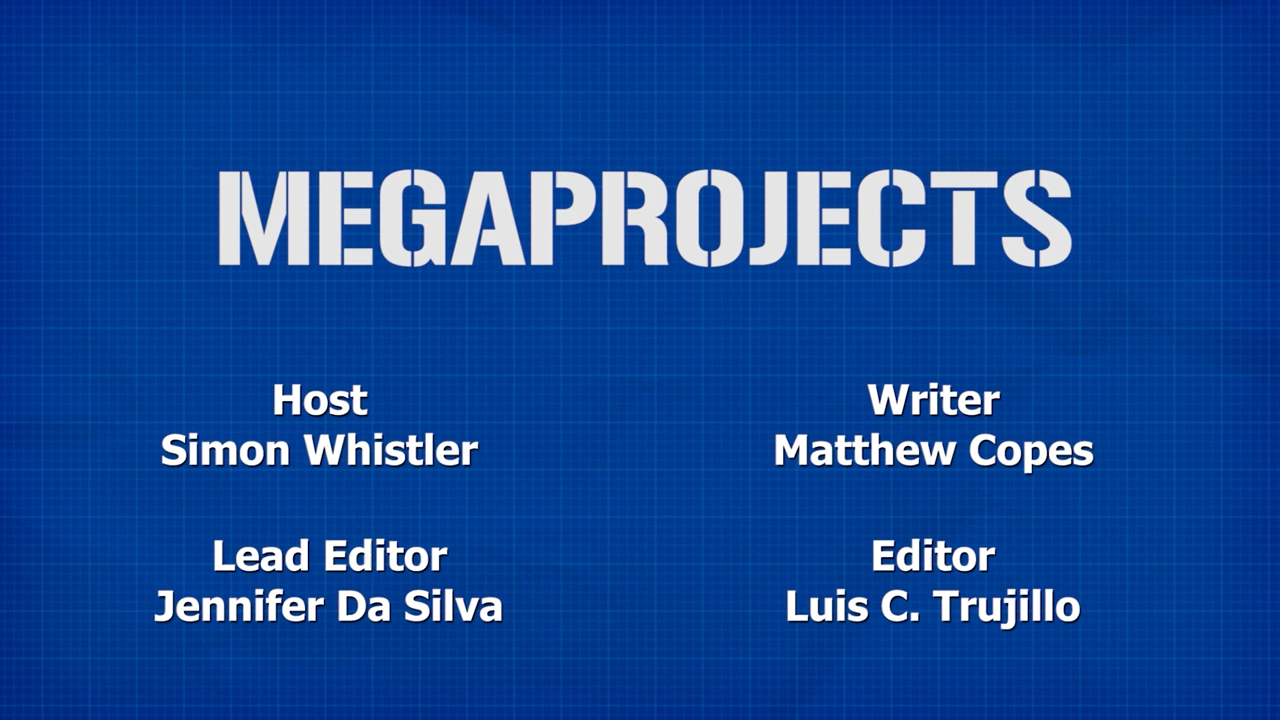 MEGAPROJECTS
Host
Simon Whistler
Writer
Matthew Copes
Lead Editor
Jennifer Da Silva
Editor
Luis C. Trujillo